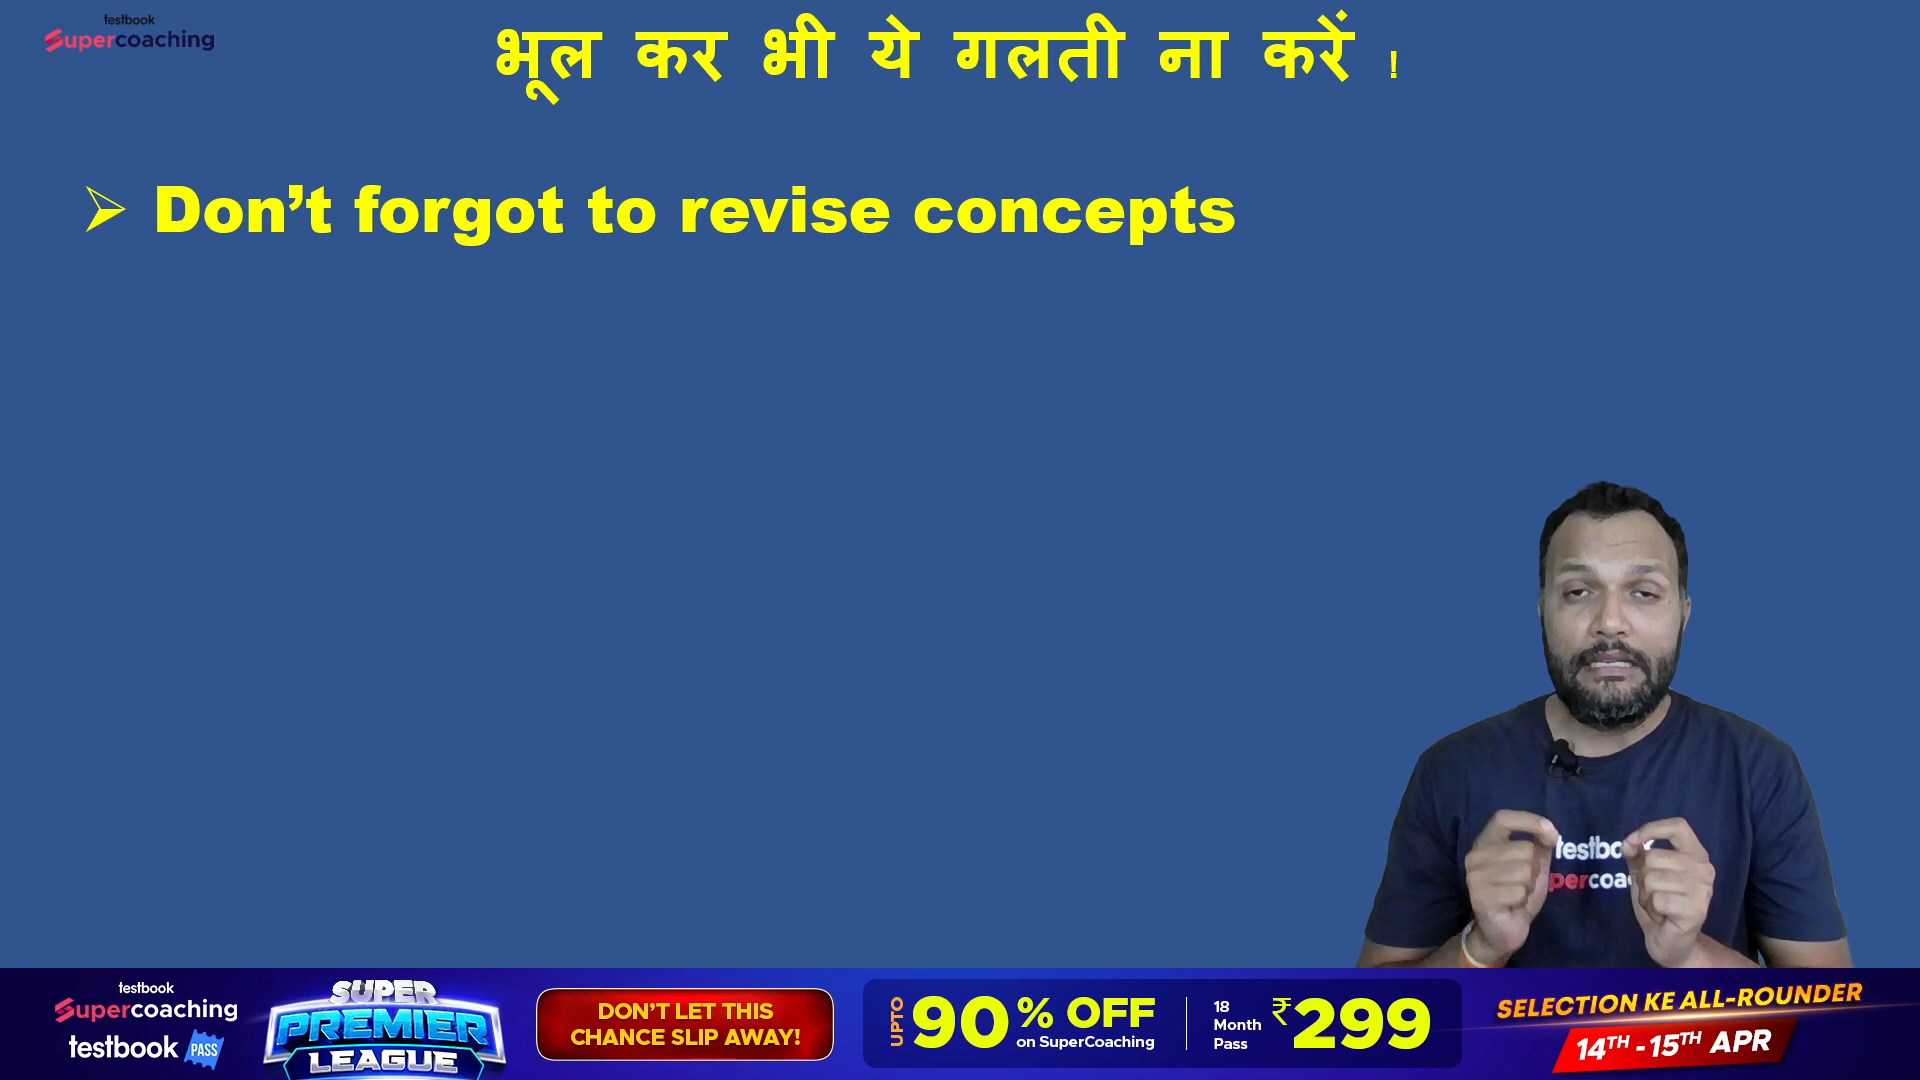 testbook
Supercoaching
भूल कर भी ये गलती ना करें !
➢ Don’t forgot to revise concepts
testbo
percoac
testbook
Supercoaching
testbook PASS
SUPER
PREMIER
LEAGUE
DON’T LET THIS
CHANCE SLIP AWAY!
UPTO 90% OFF
on SuperCoaching
18
Month
Pass
₹299
SELECTION KE ALL-ROUNDER
14TH - 15TH APR